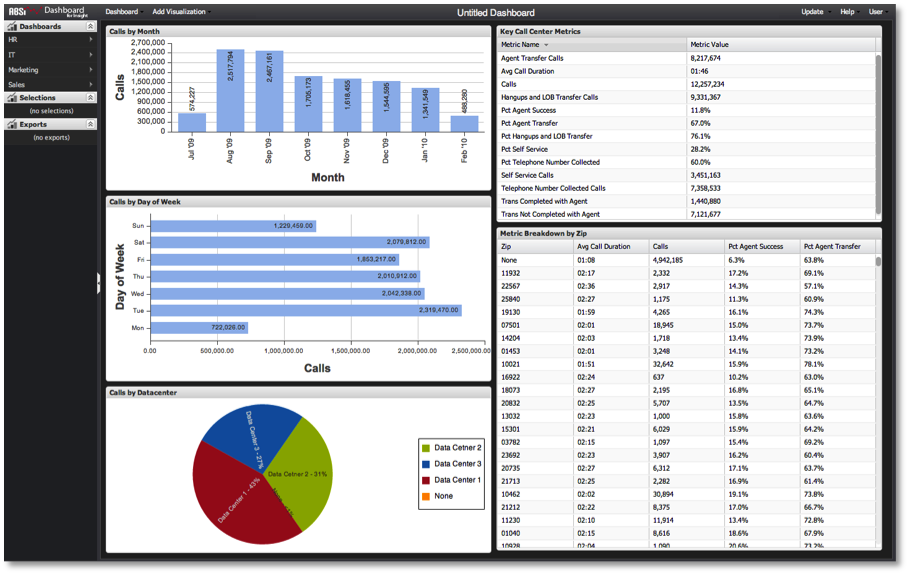 ABSi Dashboard for Insight
Dashboard Add Visualization
Untitled Dashboard
Update Help User
Dashboards
HR
IT
Marketing
Sales
Selections
(no selections)
Exports
(no exports)
Calls by Month
Calls
2,700,000
2,400,000
2,100,000
1,800,000
1,500,000
1,200,000
900,000
600,000
300,000
0
574,227
2,517,794
2,467,161
1,705,173
1,618,455
1,544,595
1,341,549
488,280
Jul '09
Aug '09
Sep '09
Oct '09
Nov '09
Dec '09
Jan '10
Feb '10
Month
Calls by Day of Week
Day of Week
Sun 1,229,459.00
Sat 2,079,812.00
Fri 1,853,217.00
Thu 2,010,912.00
Wed 2,042,338.00
Tue 2,319,470.00
Mon 722,026.00
0.00 500,000.00 1,000,000.00 1,500,000.00 2,000,000.00 2,500,000.00
Calls
Calls by Datacenter
Data Center 3 - 27%
Data Cetner 2 - 31%
Data Center 1 - 43%
Data Cetner 2
Data Center 3
Data Center 1
None
Key Call Center Metrics
Metric Name Metric Value
Agent Transfer Calls 8,217,674
Avg Call Duration 01:46
Calls 12,257,234
Hangups and LOB Transfer Calls 9,331,367
Pct Agent Success 11.8%
Pct Agent Transfer 67.0%
Pct Hangups and LOB Transfer 76.1%
Pct Self Service 28.2%
Pct Telephone Number Collected 60.0%
Self Service Calls 3,451,163
Telephone Number Collected Calls 7,358,533
Trans Completed with Agent 1,440,880
Trans Not Completed with Agent 7,121,677
Metric Breakdown by Zip
Zip Avg Call Duration Calls Pct Agent Success Pct Agent Transfer
None 01:08 4,942,185 6.3% 63.8%
11932 02:17 2,332 17.2% 69.1%
22567 02:36 2,917 14.3% 57.1%
25840 02:27 1,175 11.3% 60.9%
19130 01:59 4,265 16.1% 74.3%
07501 02:01 18,945 15.0% 73.7%
14204 02:03 1,718 13.4% 73.9%
01453 02:01 3,248 14.1% 73.2%
10021 01:51 32,642 15.9% 78.1%
16922 02:24 637 10.2% 63.0%
18073 02:27 2,195 16.8% 65.1%
20832 02:25 5,707 13.5% 64.7%
13032 02:23 1,000 15.8% 63.6%
15301 02:21 6,029 15.9% 64.2%
03782 02:15 1,097 15.4% 69.2%
23692 02:23 3,907 16.2% 60.4%
20735 02:27 6,312 17.1% 63.7%
21713 02:25 2,282 16.9% 61.4%
10462 02:02 30,894 19.1% 73.8%
21212 02:22 8,375 17.0% 66.7%
11230 02:10 11,914 13.4% 72.8%
01040 02:15 8,616 18.6% 67.9%
10928 02:04 1,090 20.6% 73.2%